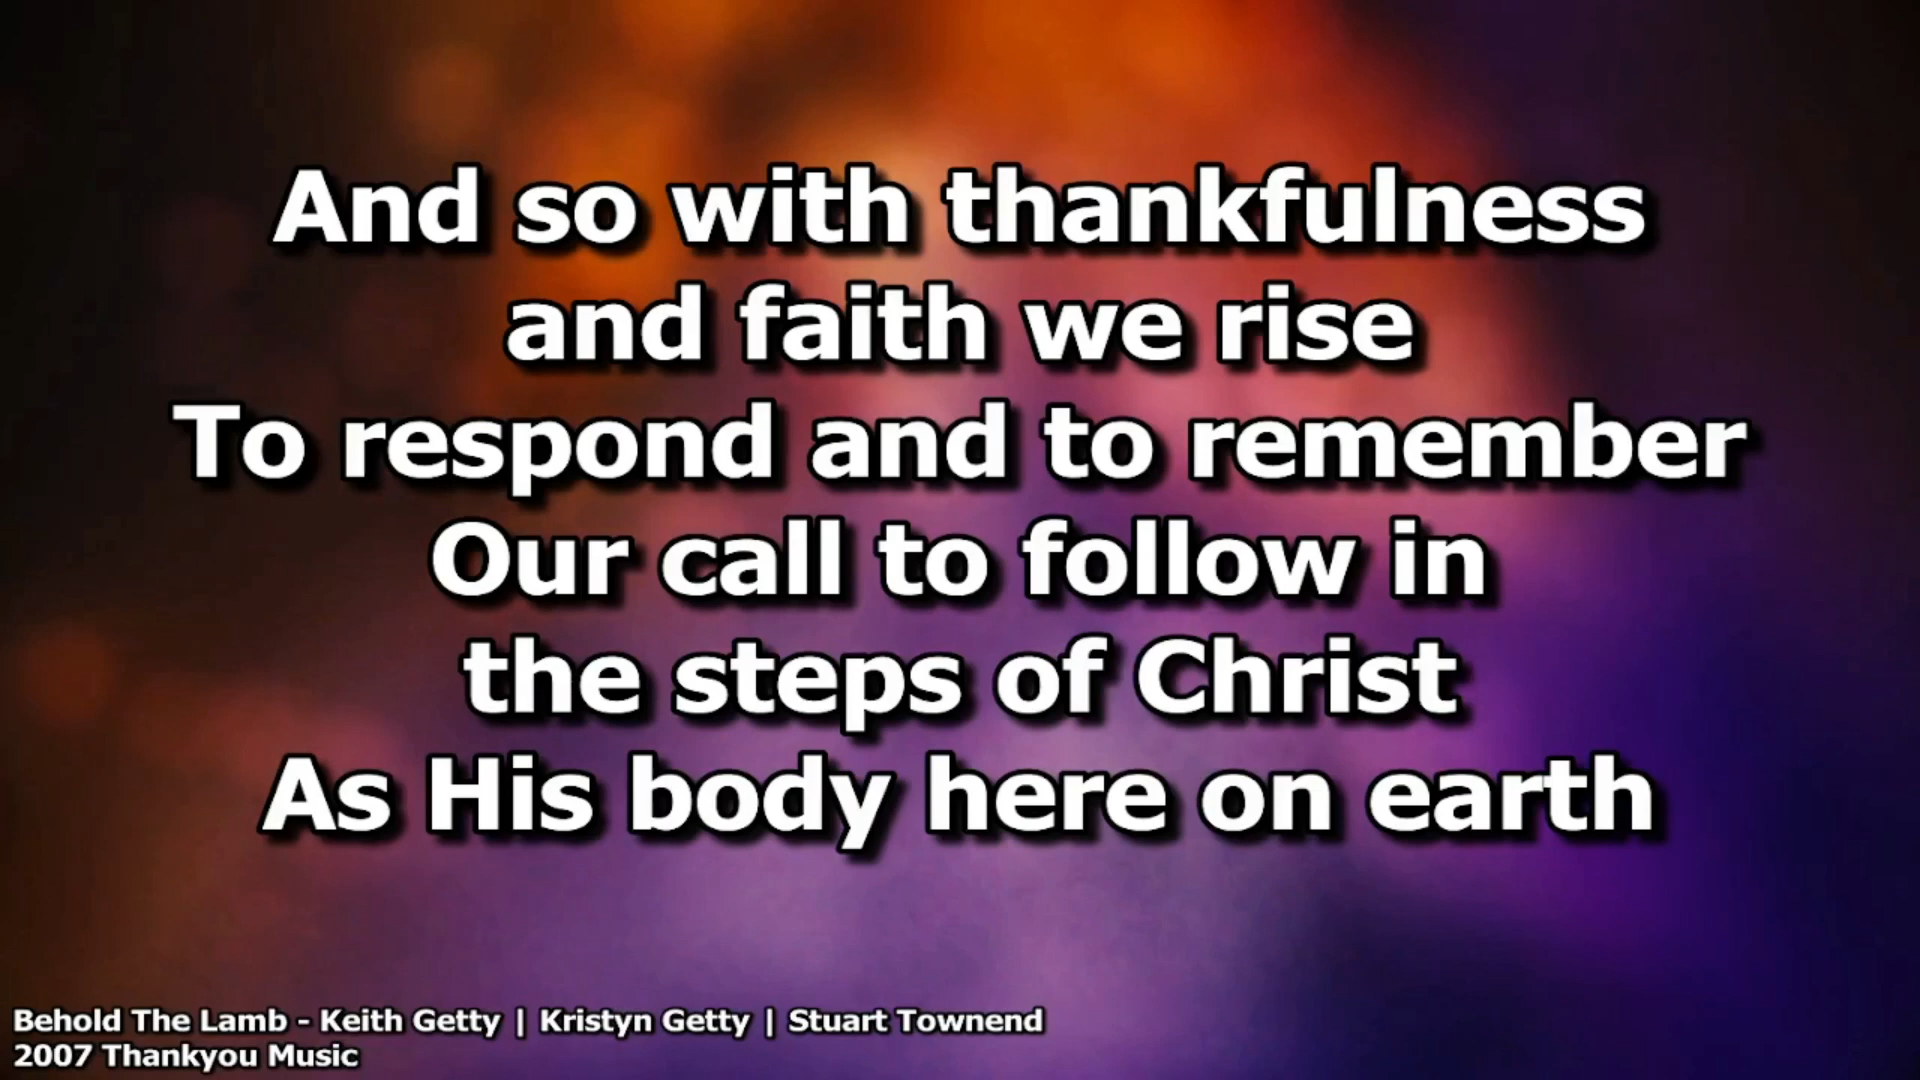 And so with thankfulness
and faith we rise
To respond and to remember
Our call to follow in
the steps of Christ
As His body here on earth
Behold The Lamb - Keith Getty | Kristyn Getty | Stuart Townend
2007 Thankyou Music